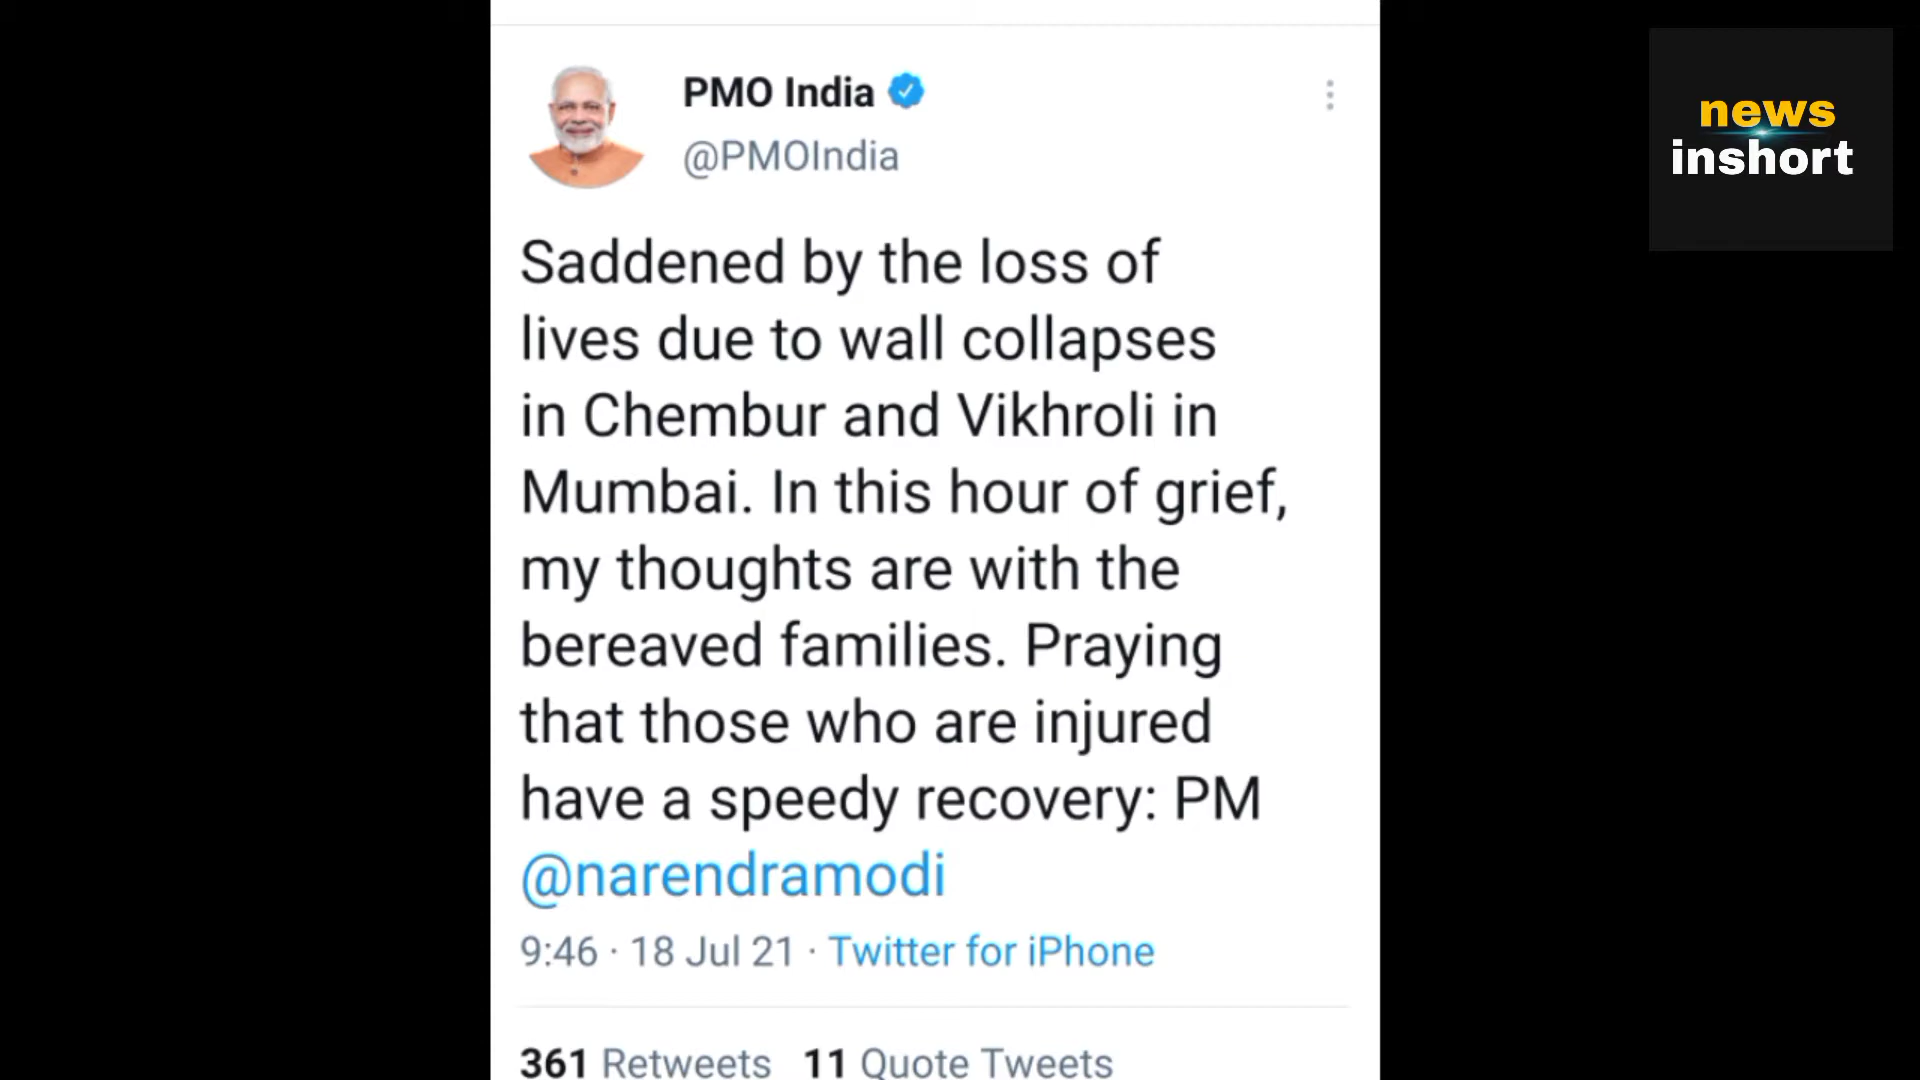 PMO India
@PMOIndia
Saddened by the loss of
lives due to wall collapses
in Chembur and Vikhroli in
Mumbai. In this hour of grief,
my thoughts are with the
bereaved families. Praying
that those who are injured
have a speedy recovery: PM
@narendramodi
9:46 · 18 Jul 21 · Twitter for iPhone
361 Retweets 11 Quote Tweets
news
inshort